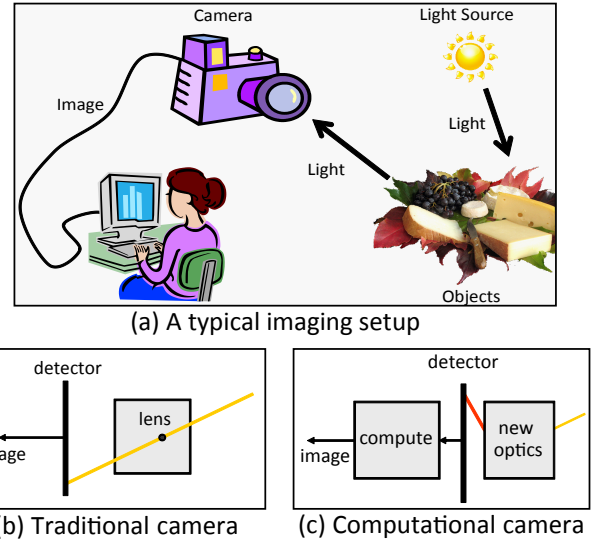 Camera
Light Source
Image
Light
Light
Objects
(a) A typical imaging setup
detector
lens
age
(b) Traditional camera
detector
compute
new
optics
image
(c) Computational camera